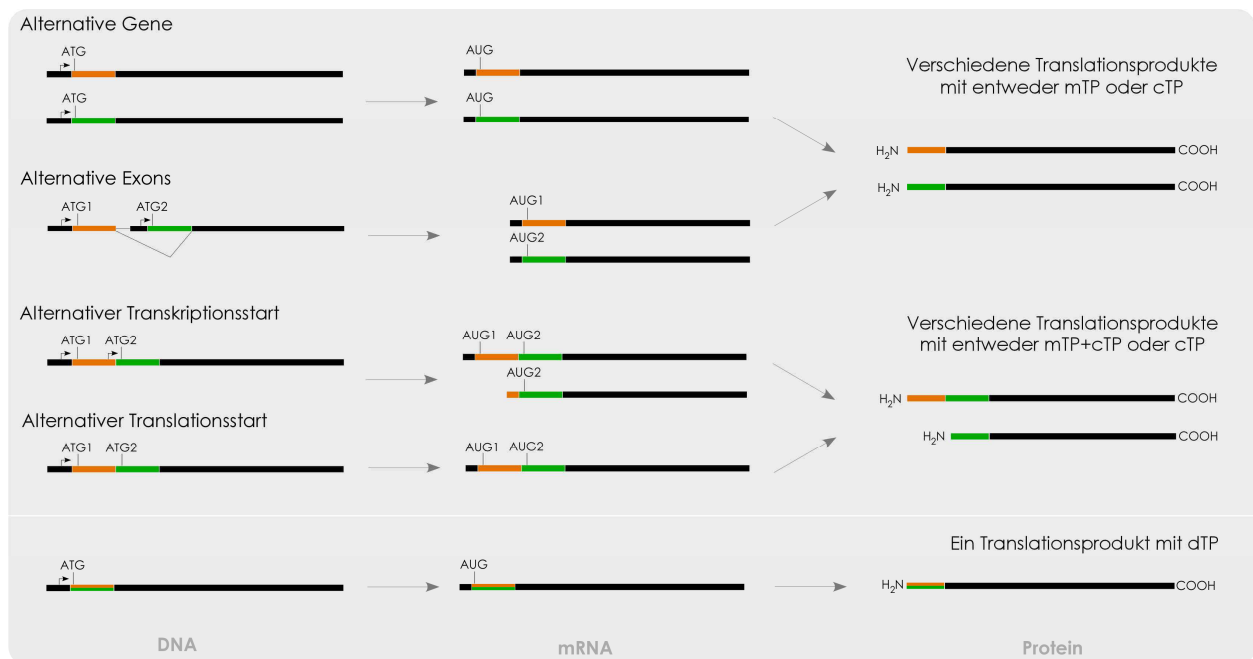 Alternative Gene
ATG
ATG
AUG
AUG
Verschiedene Translationsprodukte
mit entweder mTP oder cTP
H₂N COOH
H₂N COOH
Alternative Exons
ATG1 ATG2
AUG1
AUG2
Alternativer Transkriptionsstart
ATG1 ATG2
AUG1 AUG2
AUG2
Verschiedene Translationsprodukte
mit entweder mTP+cTP oder cTP
H₂N COOH
H₂N COOH
Alternativer Translationsstart
ATG1 ATG2
AUG1 AUC2
Ein Translationsprodukt mit dTP
ATG
AUG
H₂N COOH
DNA mRNA Protein